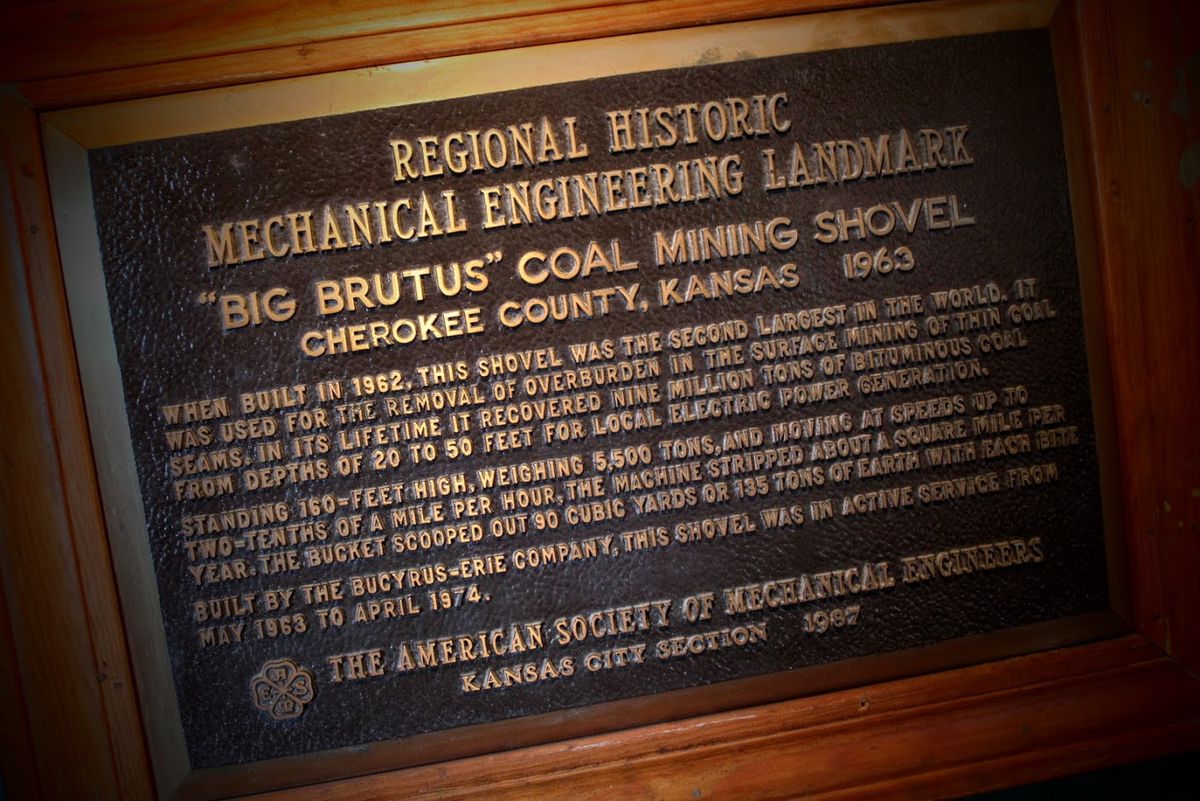 REGIONAL HISTORIC
MECHANICAL ENGINEERING LANDMARK
"BIG BRUTUS" COAL MINING SHOVEL
CHEROKEE COUNTY, KANSAS 1963
WHEN BUILT IN 1962, THIS SHOVEL WAS THE SECOND LARGEST IN THE WORLD. IT
WAS USED FOR THE REMOVAL OF OVERBURDEN IN THE SURFACE MINING OF THIN COAL
SEAMS. IN ITS LIFETIME IT RECOVERED NINE MILLION TONS OF BITUMINOUS COAL
FROM DEPTHS OF 20 TO 50 FEET FOR LOCAL ELECTRIC POWER GENERATION.
STANDING 160-FEET HIGH, WEIGHING 5,500 TONS, AND MOVING AT SPEEDS UP TO
TWO-TENTHS OF A MILE PER HOUR, THE MACHINE STRIPPED ABOUT A SQUARE MILE PER
YEAR. THE BUCKET SCOOPED OUT 90 CUBIC YARDS OR 135 TONS OF EARTH WITH EACH BITE
BUILT BY THE BUCYRUS-ERIE COMPANY, THIS SHOVEL WAS IN ACTIVE SERVICE FROM
MAY 1963 TO APRIL 1974.
THE AMERICAN SOCIETY OF MECHANICAL ENGINEERS
KANSAS CITY SECTION 1987